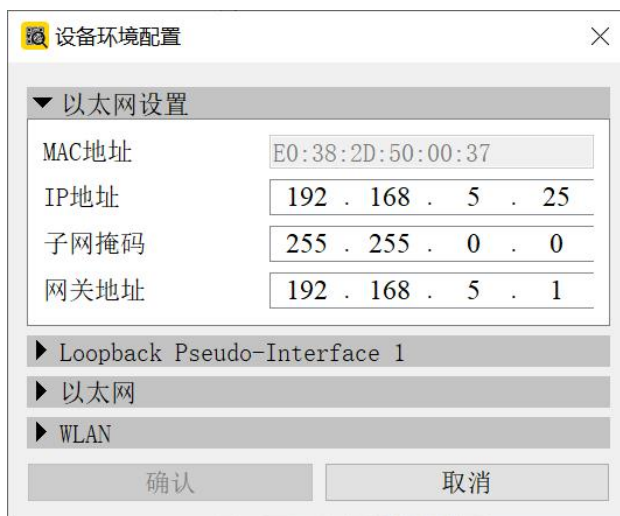 设备环境配置
以太网设置
MAC地址 E0:38:2D:50:00:37
IP地址 192 . 168 . 5 . 25
子网掩码 255 . 255 . 0 . 0
网关地址 192 . 168 . 5 . 1
Loopback Pseudo-Interface 1
以太网
WLAN
确认 取消